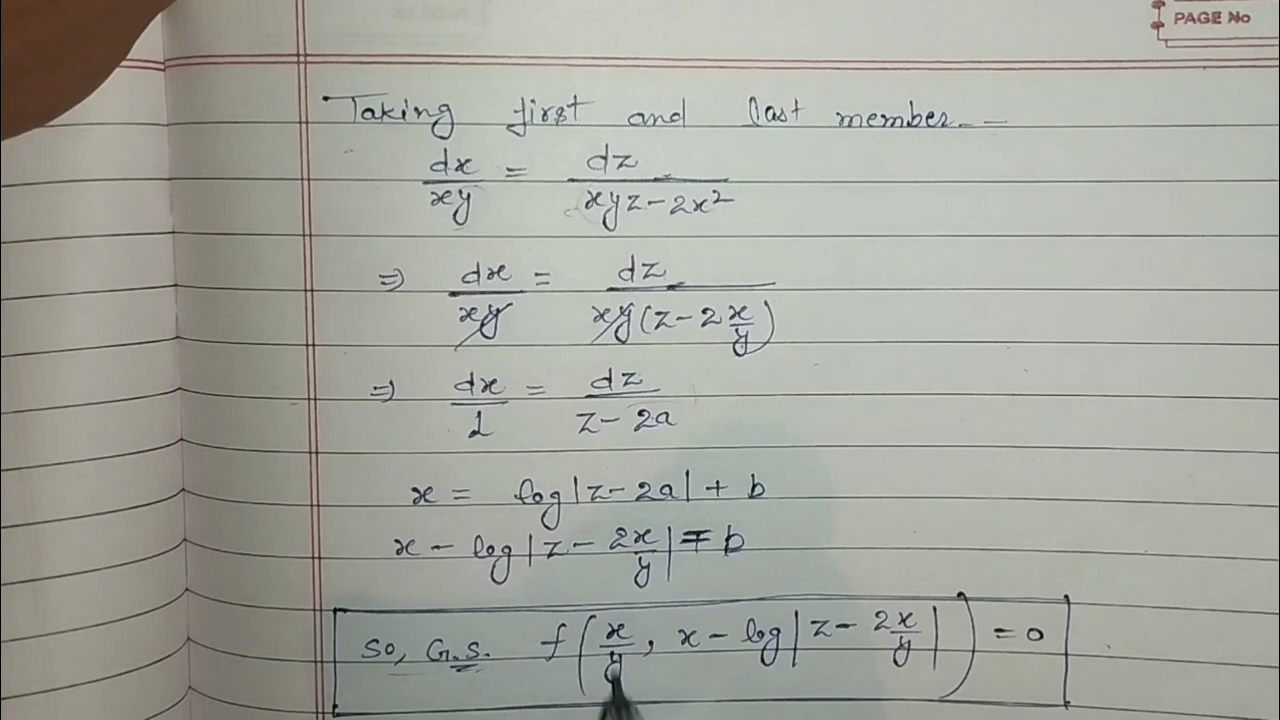 PAGE No
Taking first and last member --
dx/xy = dz/(xyz - 2x²)
⇒ dx/xy = dz/(xy(z - 2x/y))
⇒ dx/1 = dz/(z - 2a)
x = log|z - 2a| + b
x - log|z - 2x/y| = b
So, G.S. f(x/y, x - log|z - 2x/y|) = 0